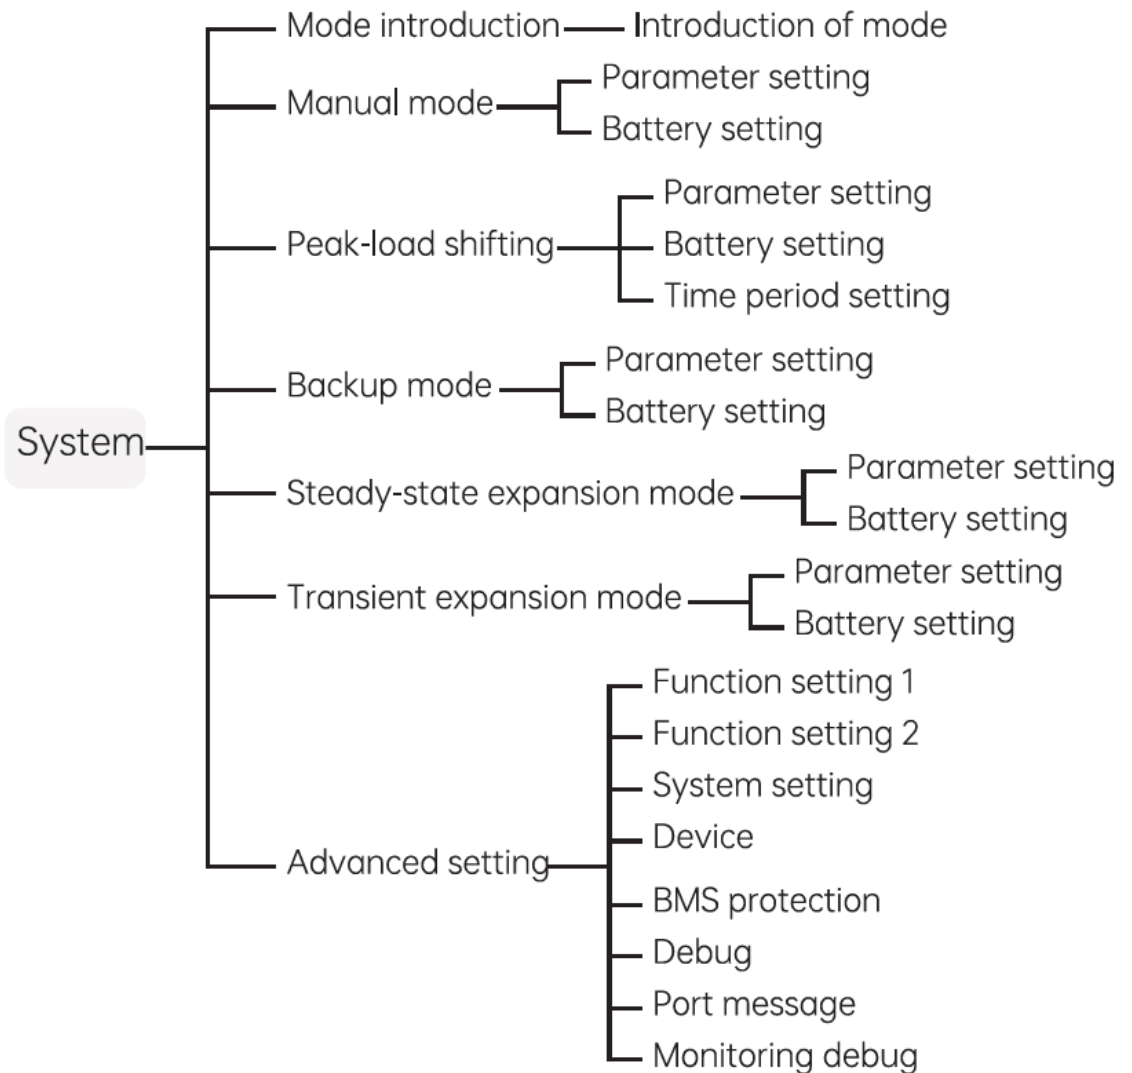 Mode introduction
Introduction of mode
Manual mode
Parameter setting
Battery setting
Peak-load shifting
Parameter setting
Battery setting
Time period setting
Backup mode
Parameter setting
Battery setting
System
Steady-state expansion mode
Parameter setting
Battery setting
Transient expansion mode
Parameter setting
Battery setting
Advanced setting
Function setting 1
Function setting 2
System setting
Device
BMS protection
Debug
Port message
Monitoring debug